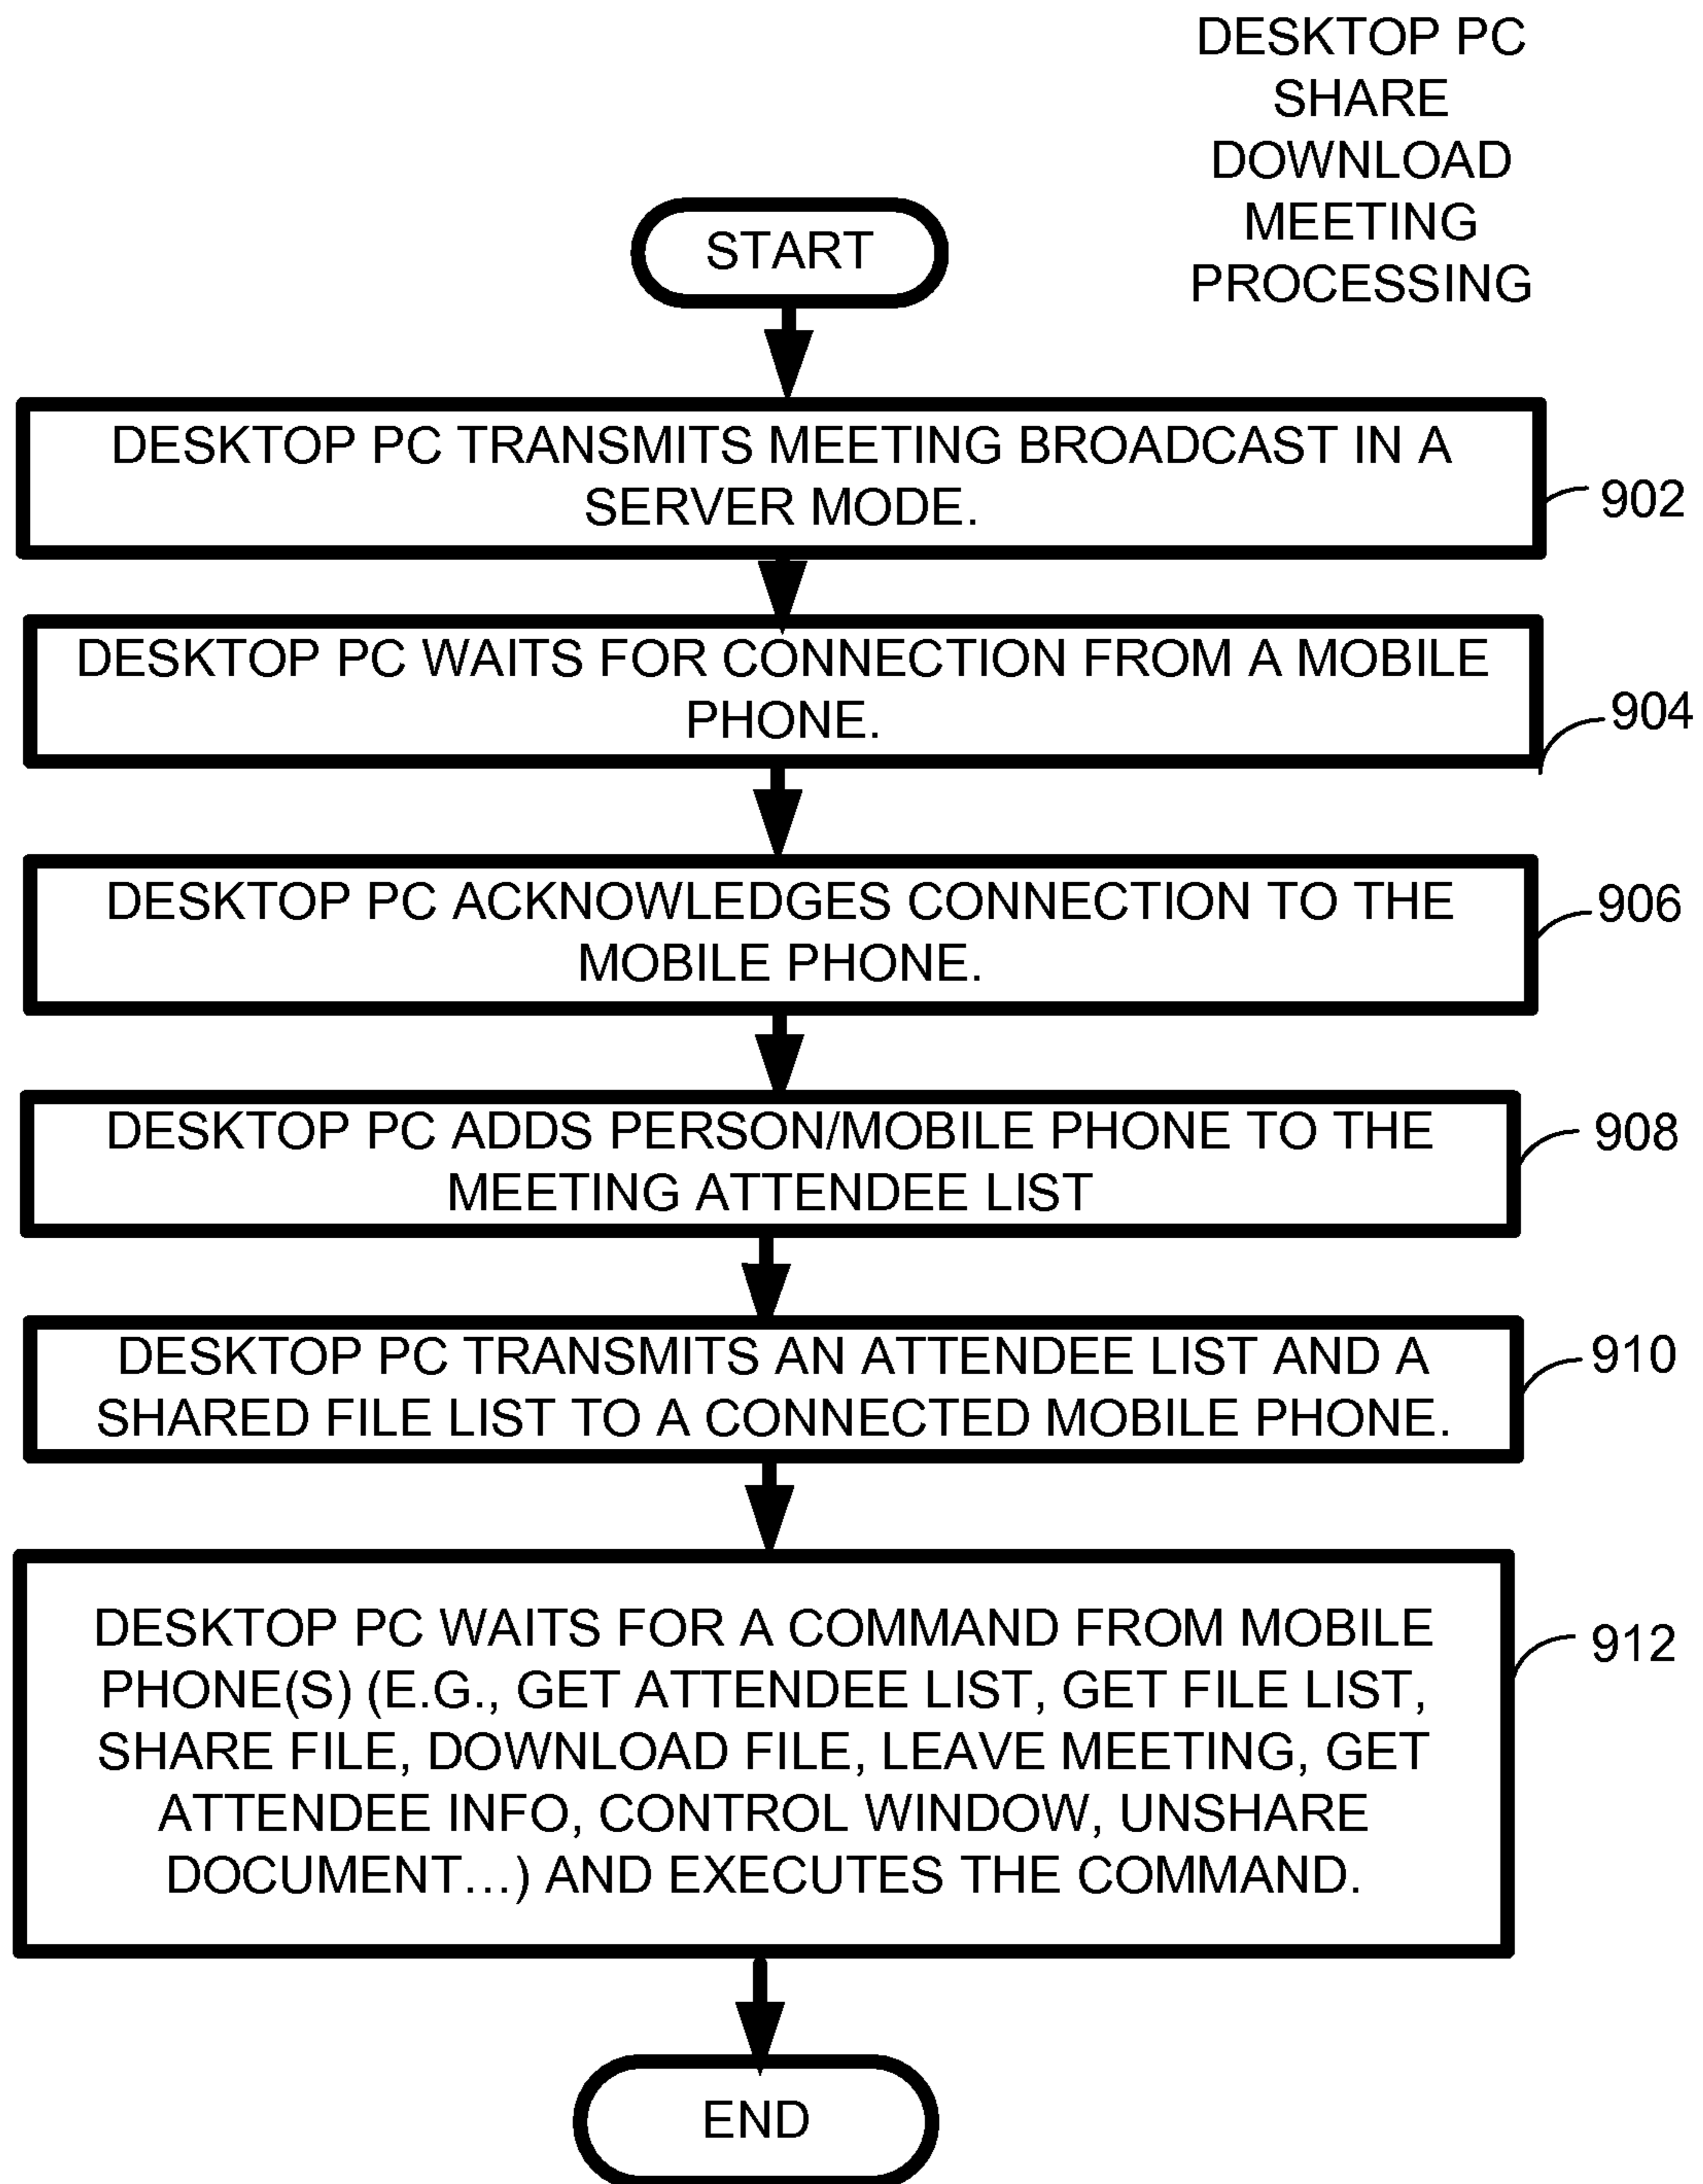 DESKTOP PC
SHARE
DOWNLOAD
MEETING
PROCESSING
START
DESKTOP PC TRANSMITS MEETING BROADCAST IN A
SERVER MODE.
902
DESKTOP PC WAITS FOR CONNECTION FROM A MOBILE
PHONE.
904
DESKTOP PC ACKNOWLEDGES CONNECTION TO THE
MOBILE PHONE.
906
DESKTOP PC ADDS PERSON/MOBILE PHONE TO THE
MEETING ATTENDEE LIST
908
DESKTOP PC TRANSMITS AN ATTENDEE LIST AND A
SHARED FILE LIST TO A CONNECTED MOBILE PHONE.
910
DESKTOP PC WAITS FOR A COMMAND FROM MOBILE
PHONE(S) (E.G., GET ATTENDEE LIST, GET FILE LIST,
SHARE FILE, DOWNLOAD FILE, LEAVE MEETING, GET
ATTENDEE INFO, CONTROL WINDOW, UNSHARE
DOCUMENT...) AND EXECUTES THE COMMAND.
912
END